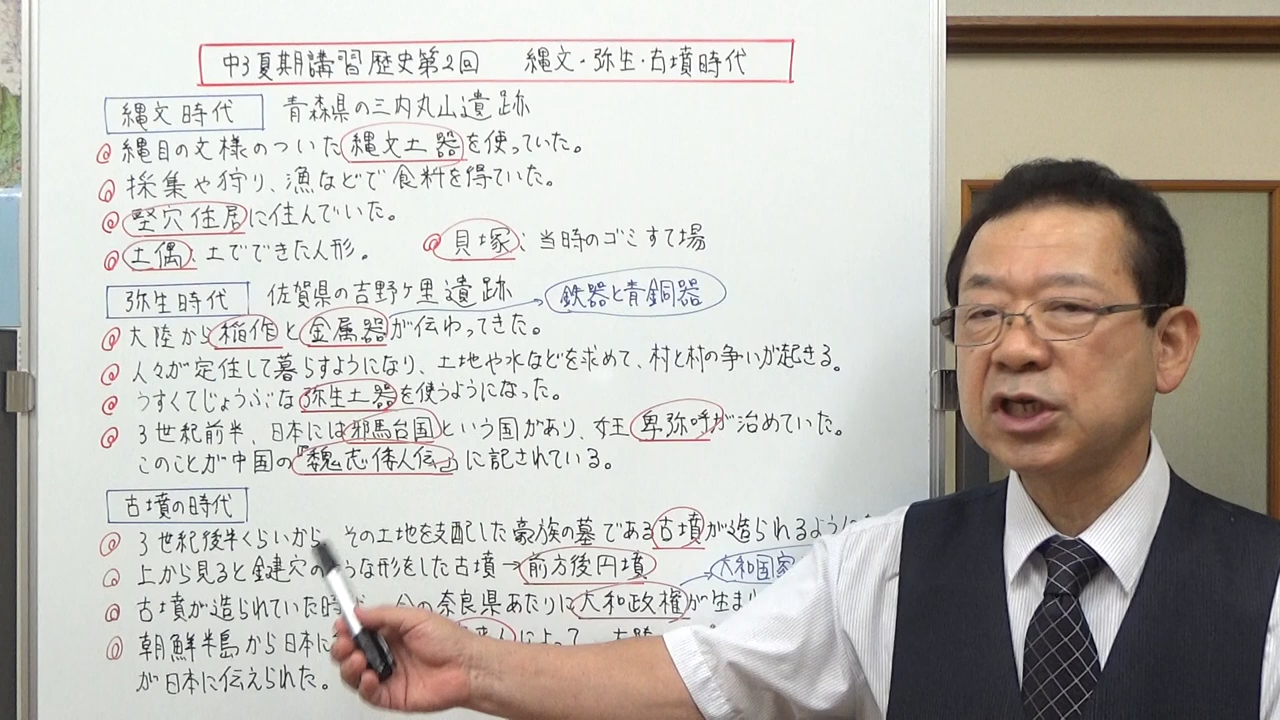 中3夏期講習 歴史第2回 縄文・弥生・古墳時代
縄文時代 青森県の三内丸山遺跡
縄目の文様のついた縄文土器を使っていた。
採集や狩り、漁などで食料を得ていた。
竪穴住居に住んでいた。
土偶：土でできた人形。 貝塚：当時のゴミすて場
弥生時代 佐賀県の吉野ヶ里遺跡 → 鉄器と青銅器
大陸から稲作と金属器が伝わってきた。
人々が定住して暮らすようになり、土地や水などを求めて、村と村の争いが起きる。
うすくてじょうぶな弥生土器を使うようになった。
3世紀前半、日本には邪馬台国という国があり、女王卑弥呼が治めていた。
このことが中国の『魏志倭人伝』に記されている。
古墳の時代
3世紀後半くらいから、その土地を支配した豪族の墓である古墳が造られるように
上から見ると鍵穴のような形をした古墳→前方後円墳 → 大和国家
古墳が造られていた時 今の奈良県あたりに大和政権が生ま
朝鮮半島から日本に 来人によって、大陸
が日本に伝えられた。